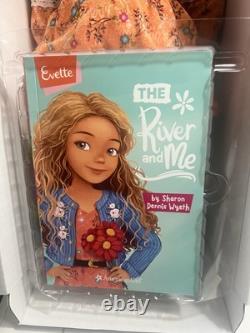 Evette
THE
River
and Me
by Sharon
Dennis Wyeth